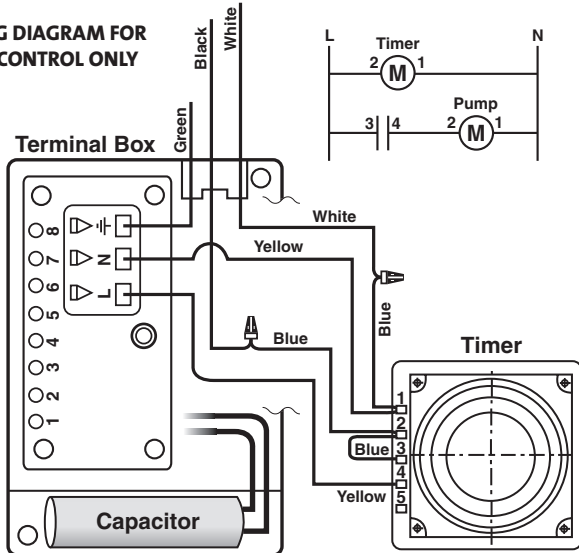 G DIAGRAM FOR
CONTROL ONLY
Black
White
Green
Terminal Box
L
N
Timer
2 M 1
Pump
3 4 2 M 1
White
Yellow
Blue
Blue
8
7
6
5
4
3
2
1
N
L
Timer
1
2
3
4
5
Blue
Yellow
Capacitor